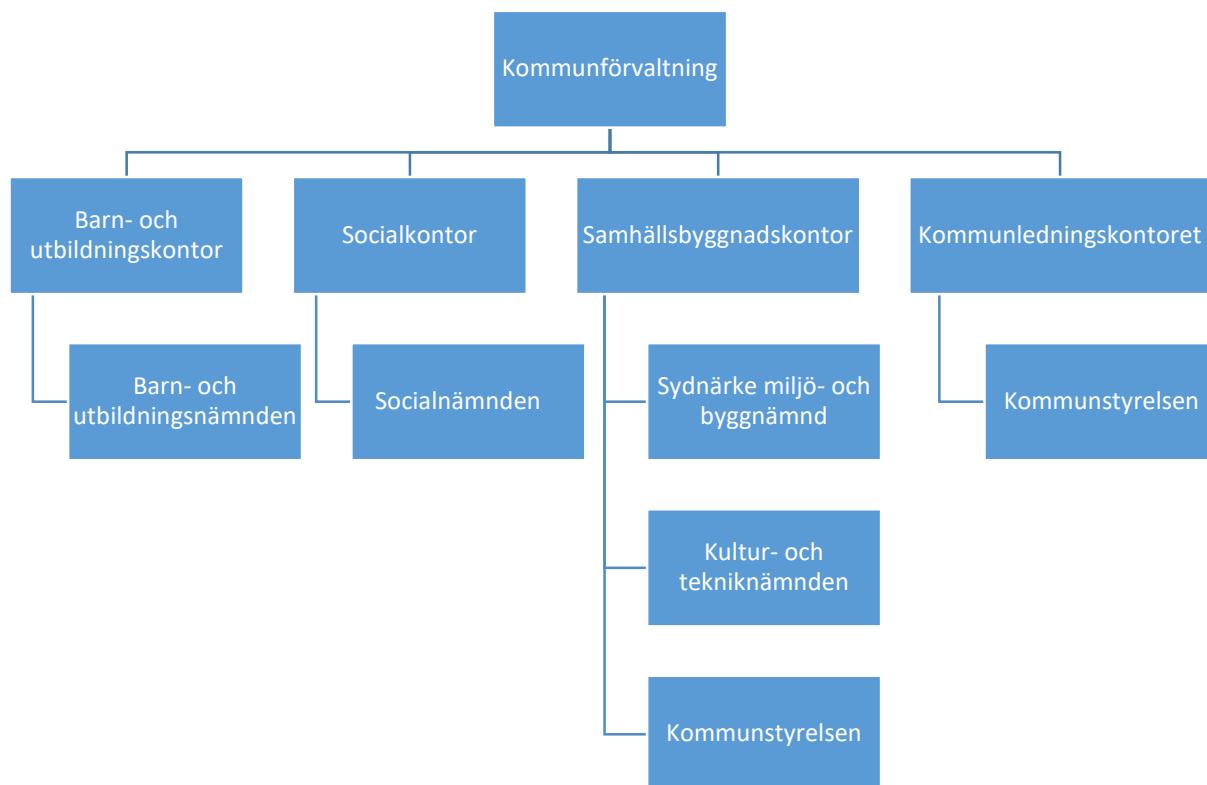 Kommunförvaltning
Barn- och
utbildningskontor
Socialkontor
Samhällsbyggnadskontor
Kommunledningskontoret
Barn- och
utbildningsnämnden
Socialnämnden
Sydnärke miljö- och
byggnämnd
Kommunstyrelsen
Kultur- och
tekniknämnden
Kommunstyrelsen